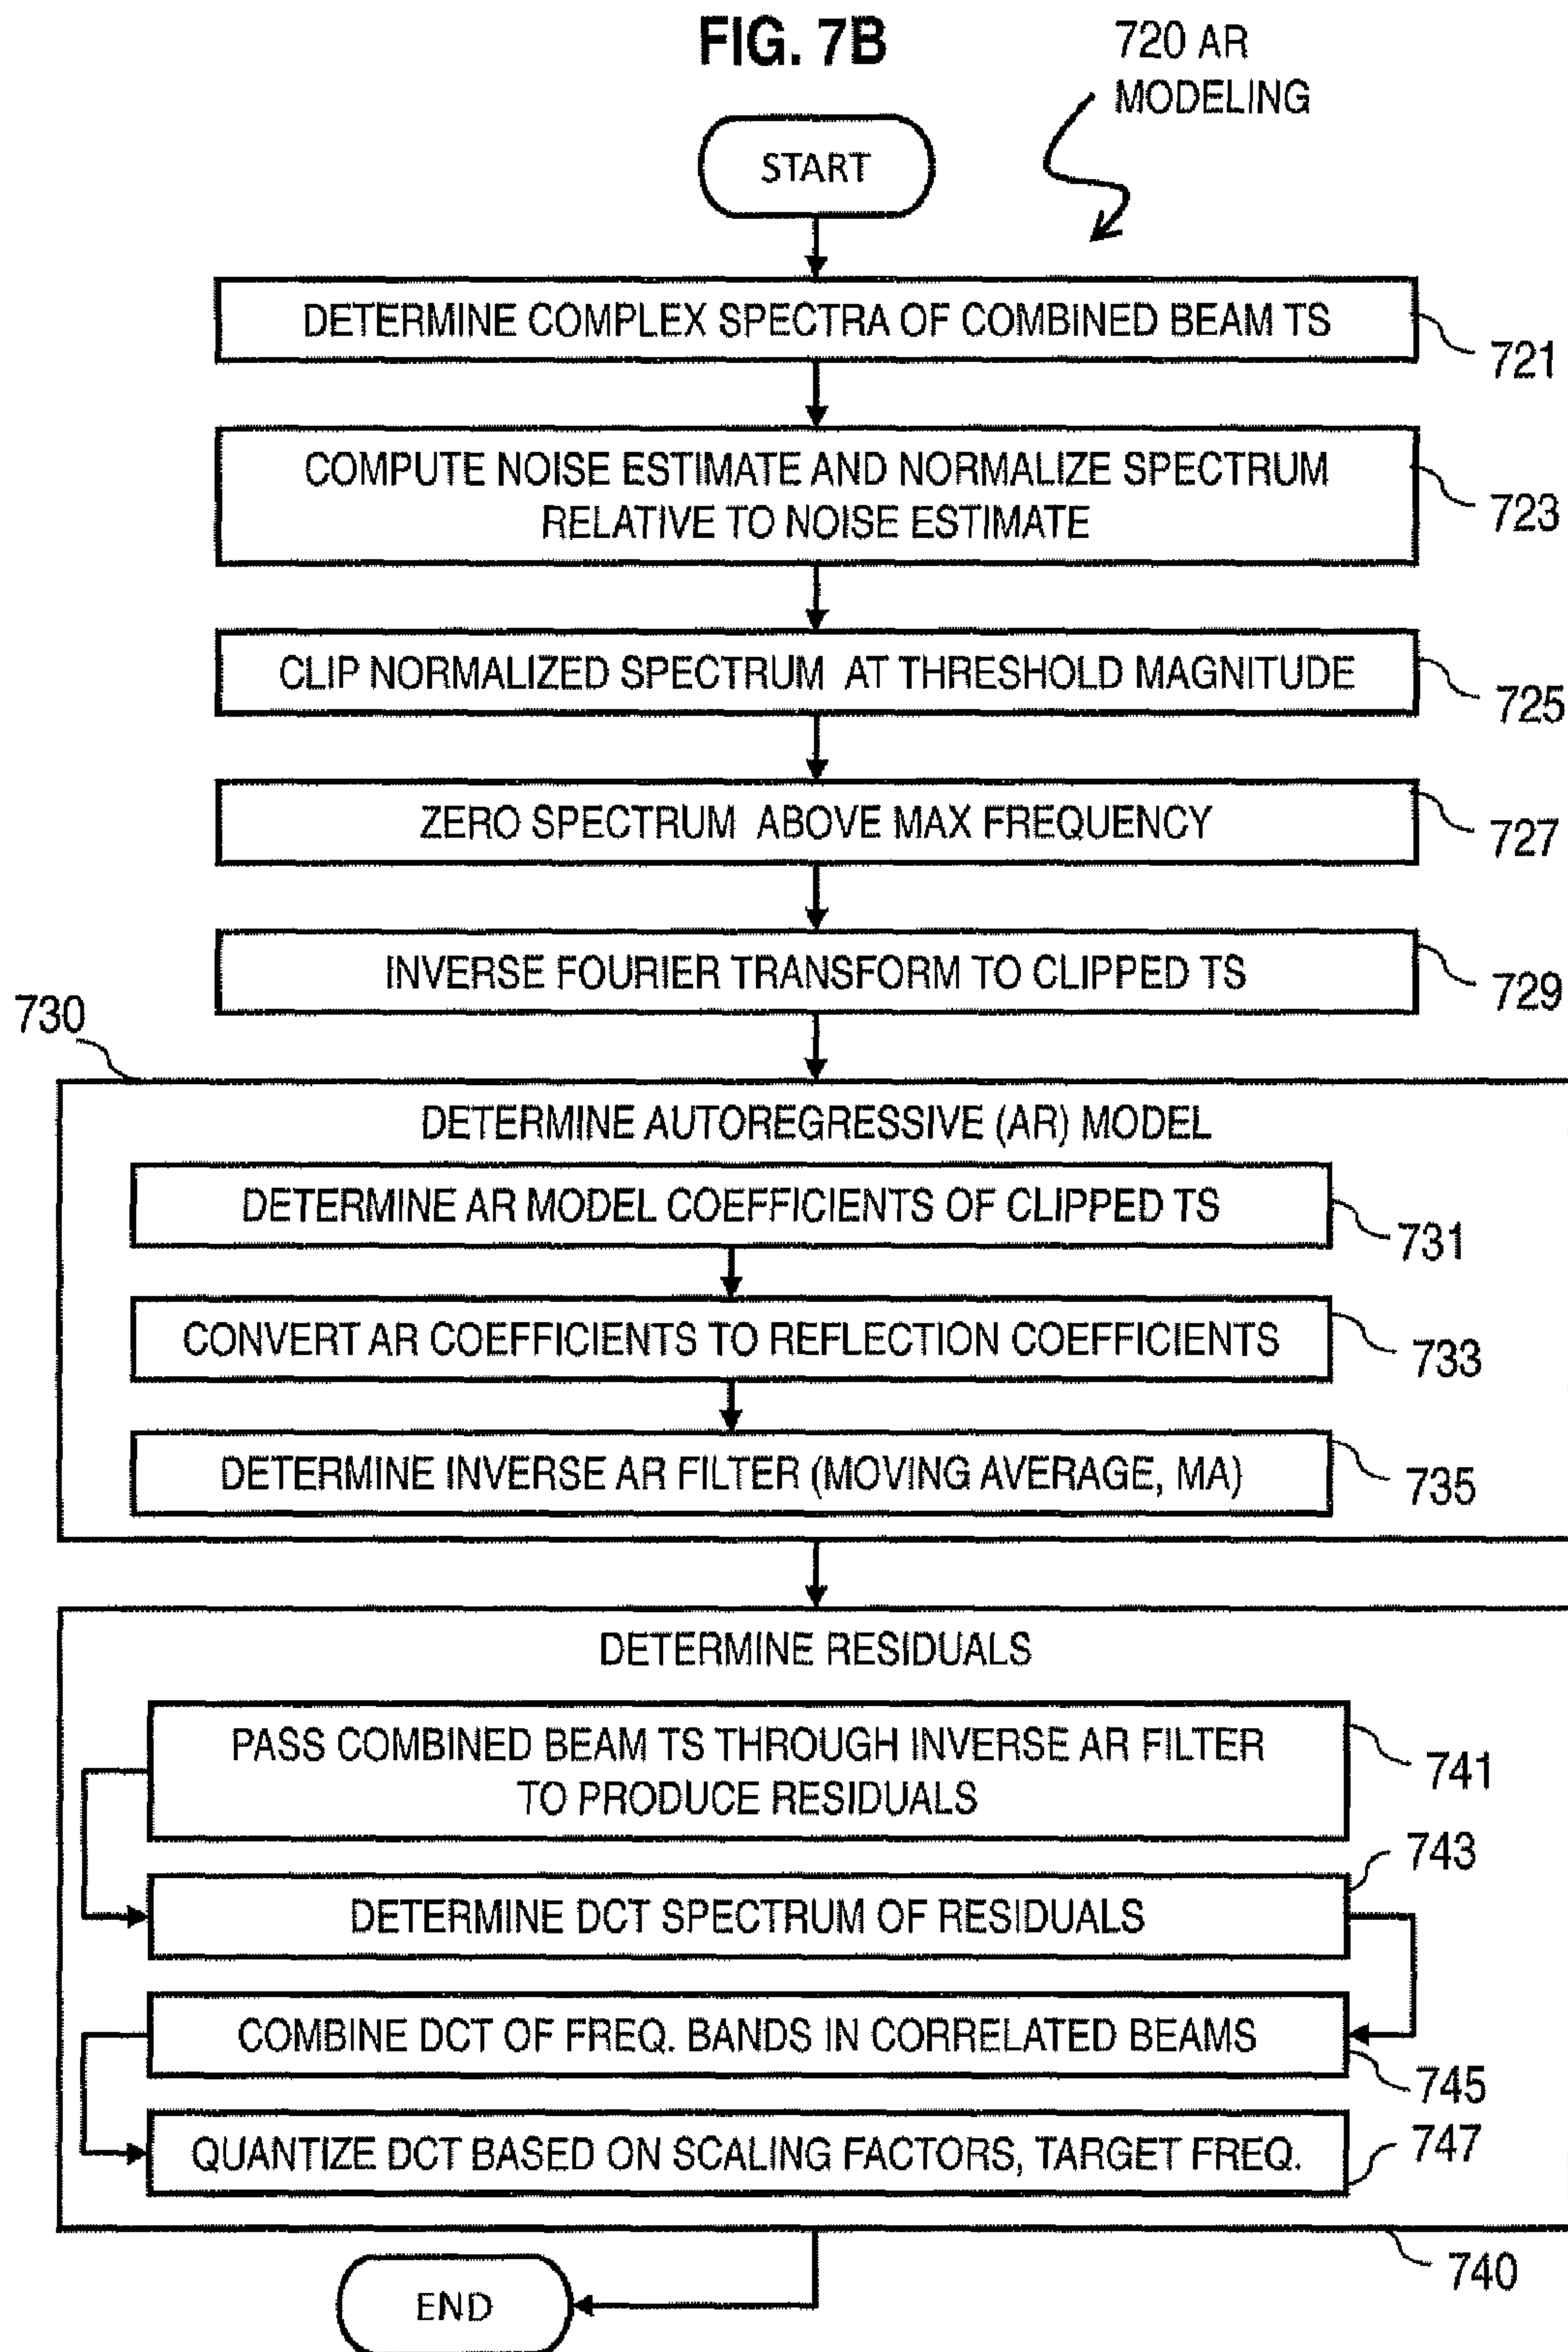 FIG. 7B
720 AR
MODELING
START
DETERMINE COMPLEX SPECTRA OF COMBINED BEAM TS
721
COMPUTE NOISE ESTIMATE AND NORMALIZE SPECTRUM
RELATIVE TO NOISE ESTIMATE
723
CLIP NORMALIZED SPECTRUM AT THRESHOLD MAGNITUDE
725
ZERO SPECTRUM ABOVE MAX FREQUENCY
727
INVERSE FOURIER TRANSFORM TO CLIPPED TS
729
730
DETERMINE AUTOREGRESSIVE (AR) MODEL
DETERMINE AR MODEL COEFFICIENTS OF CLIPPED TS
731
CONVERT AR COEFFICIENTS TO REFLECTION COEFFICIENTS
733
DETERMINE INVERSE AR FILTER (MOVING AVERAGE, MA)
735
DETERMINE RESIDUALS
PASS COMBINED BEAM TS THROUGH INVERSE AR FILTER
TO PRODUCE RESIDUALS
741
743
DETERMINE DCT SPECTRUM OF RESIDUALS
COMBINE DCT OF FREQ. BANDS IN CORRELATED BEAMS
745
QUANTIZE DCT BASED ON SCALING FACTORS, TARGET FREQ.
747
740
END